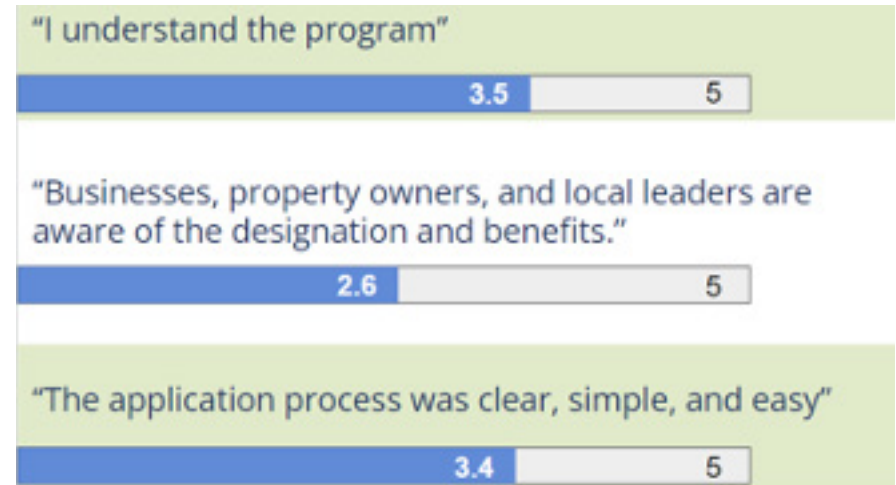 “I understand the program”
3.5 5
“Businesses, property owners, and local leaders are
aware of the designation and benefits.”
2.6 5
“The application process was clear, simple, and easy”
3.4 5